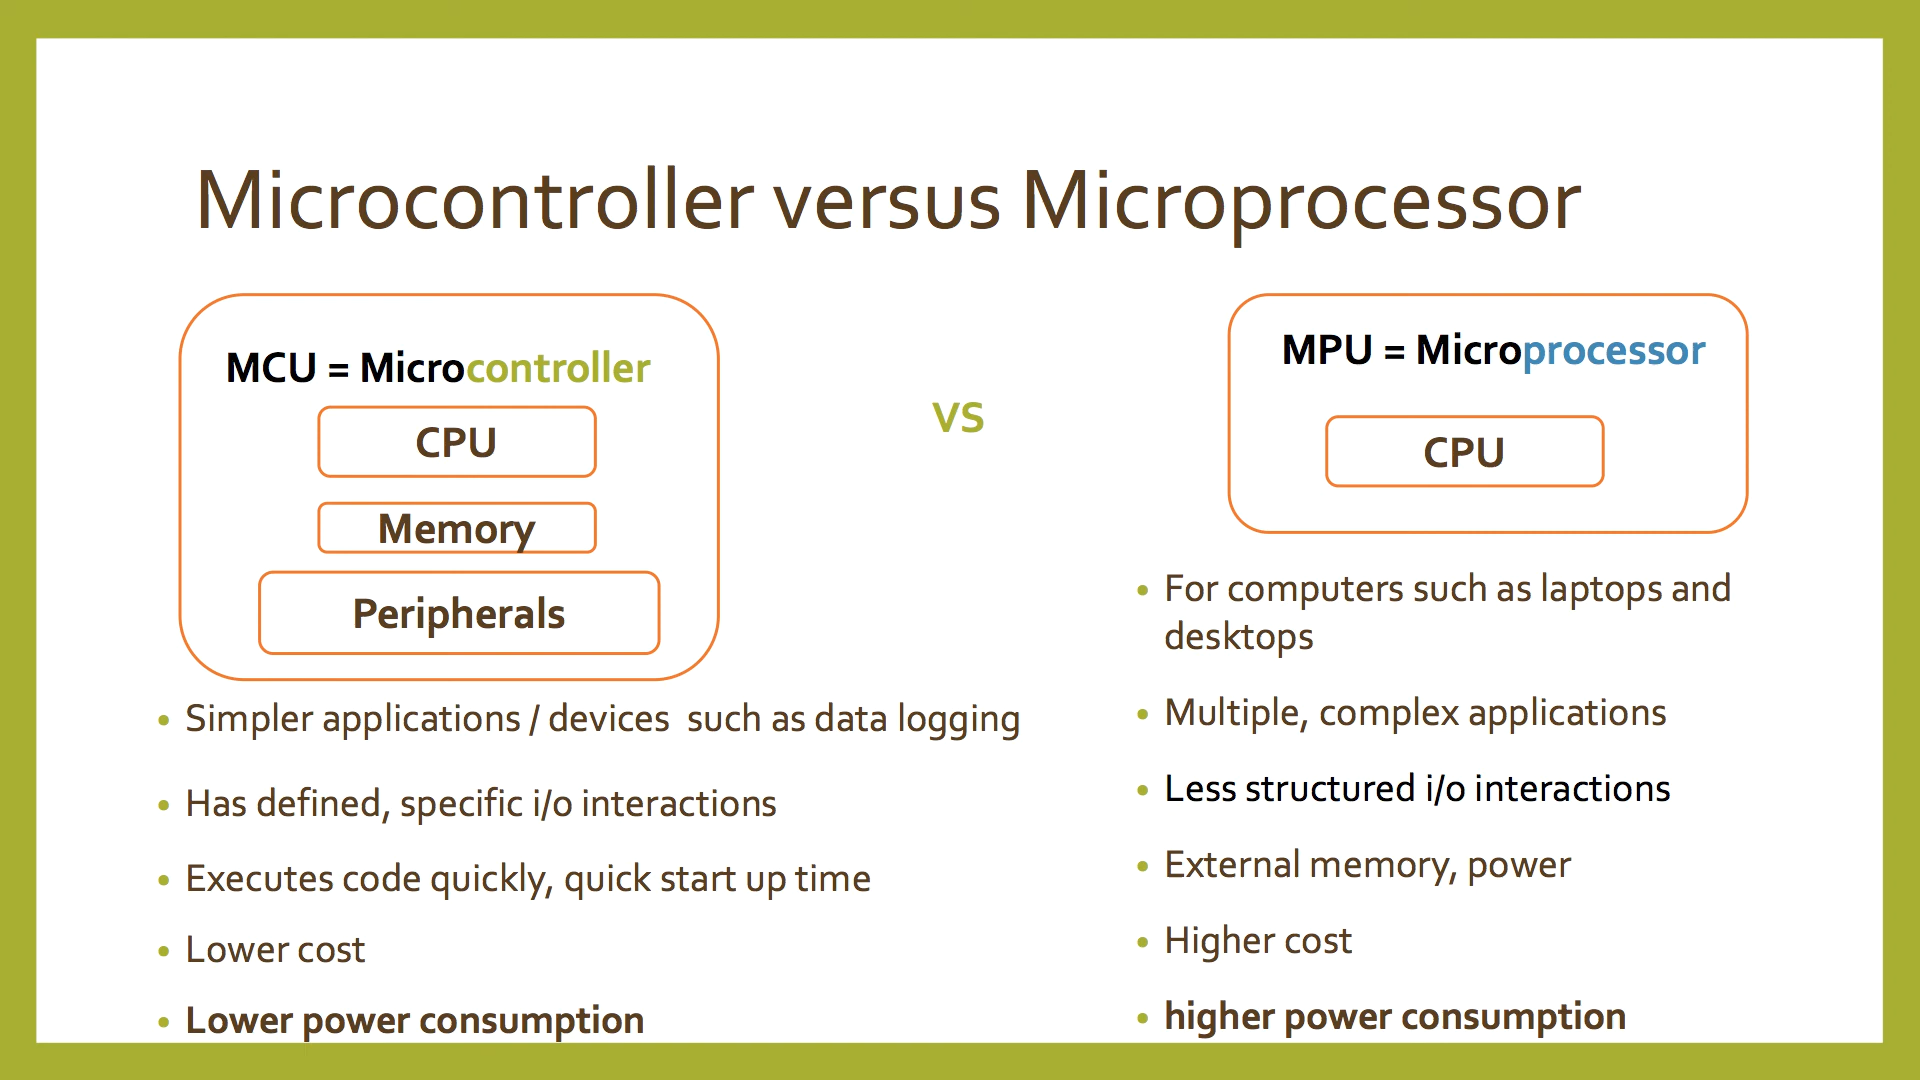 Microcontroller versus Microprocessor
MCU = Microcontroller
CPU
Memory
Peripherals
• Simpler applications / devices  such as data logging
• Has defined, specific i/o interactions
• Executes code quickly, quick start up time
• Lower cost
• Lower power consumption
VS
MPU = Microprocessor
CPU
• For computers such as laptops and
desktops
• Multiple, complex applications
• Less structured i/o interactions
• External memory, power
• Higher cost
• higher power consumption